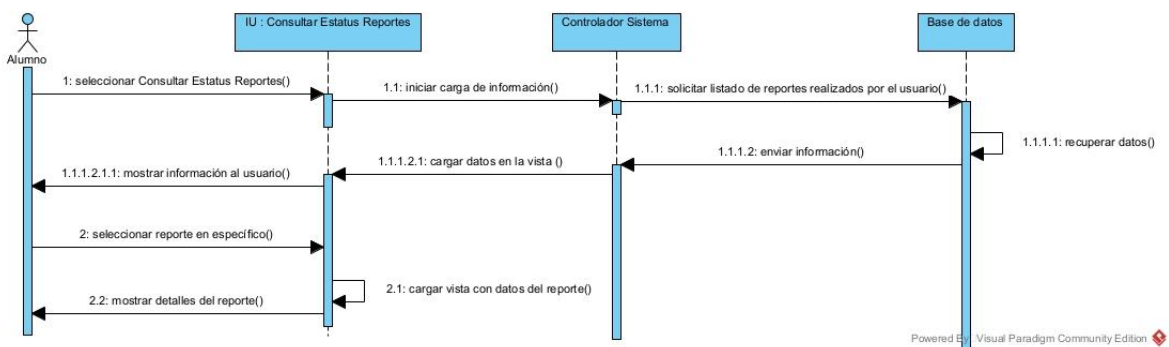 IU : Consultar Estatus Reportes
Controlador Sistema
Base de datos
Alumno
1: seleccionar Consultar Estatus Reportes()
1.1: iniciar carga de información()
1.1.1: solicitar listado de reportes realizados por el usuario()
1.1.1.1: recuperar datos()
1.1.1.2: enviar información()
1.1.1.2.1: cargar datos en la vista ()
1.1.1.2.1.1: mostrar información al usuario()
2: seleccionar reporte en específico()
2.1: cargar vista con datos del reporte()
2.2: mostrar detalles del reporte()
Powered By Visual Paradigm Community Edition